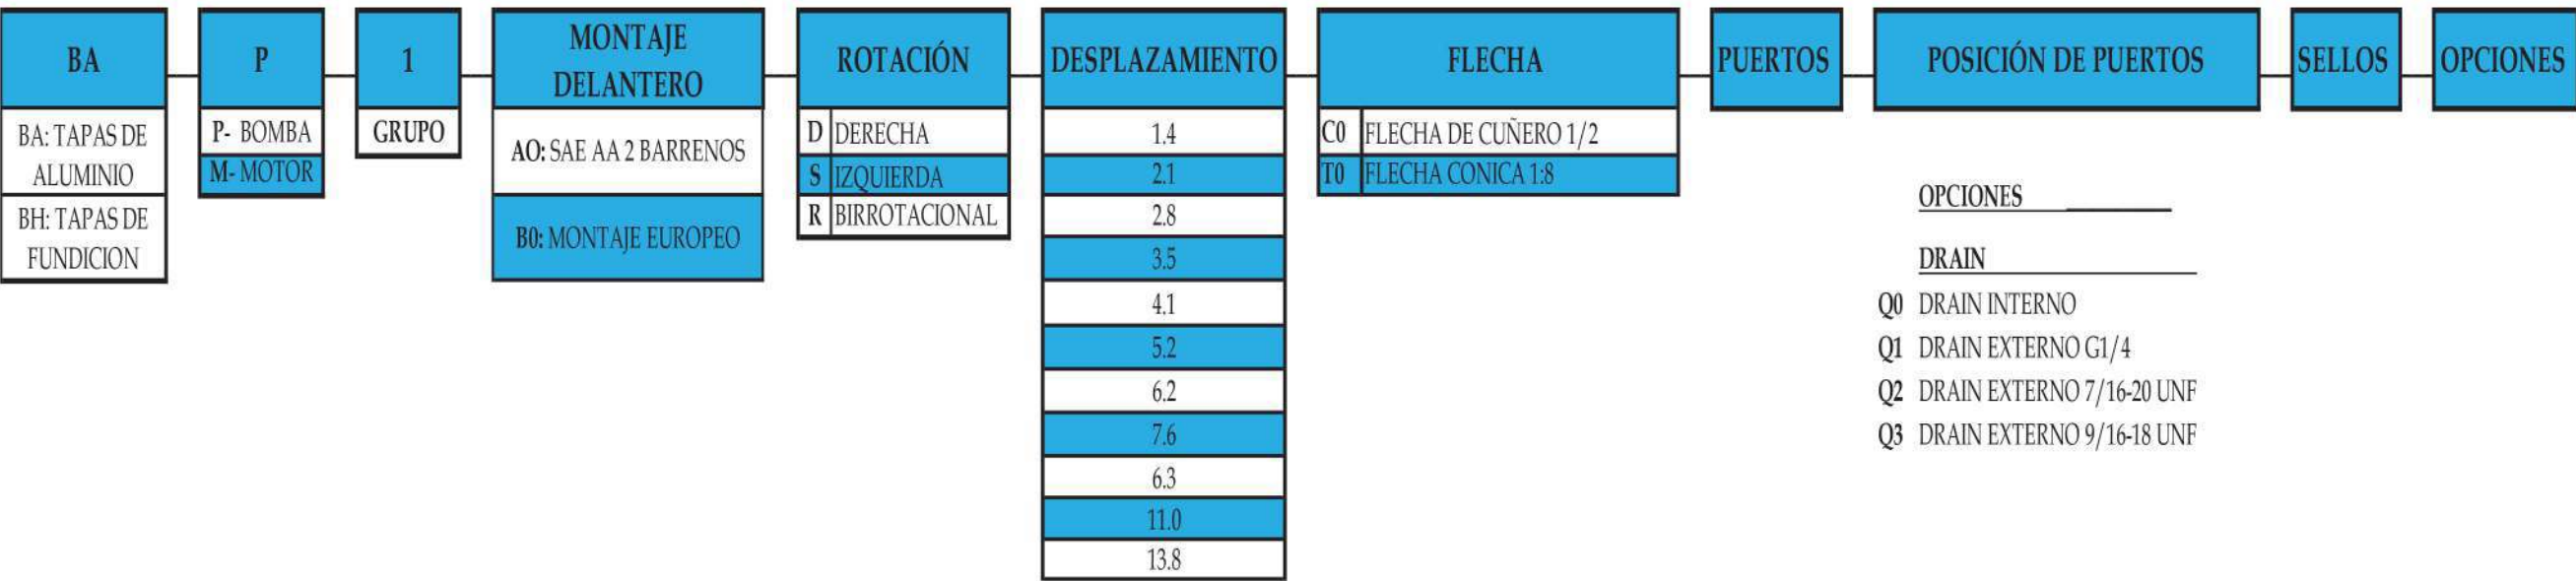 BA
BA: TAPAS DE
ALUMINIO
BH: TAPAS DE
FUNDICION
P
P- BOMBA
M- MOTOR
1
GRUPO
MONTAJE
DELANTERO
AO: SAE AA 2 BARRENOS
B0: MONTAJE EUROPEO
ROTACIÓN
D DERECHA
S IZQUIERDA
R BIRROTACIONAL
DESPLAZAMIENTO
1.4
2.1
2.8
3.5
4.1
5.2
6.2
7.6
6.3
11.0
13.8
FLECHA
C0 FLECHA DE CUÑERO 1/2
T0 FLECHA CONICA 1:8
PUERTOS
POSICIÓN DE PUERTOS
SELLOS
OPCIONES
OPCIONES
DRAIN
Q0 DRAIN INTERNO
Q1 DRAIN EXTERNO G1/4
Q2 DRAIN EXTERNO 7/16-20 UNF
Q3 DRAIN EXTERNO 9/16-18 UNF